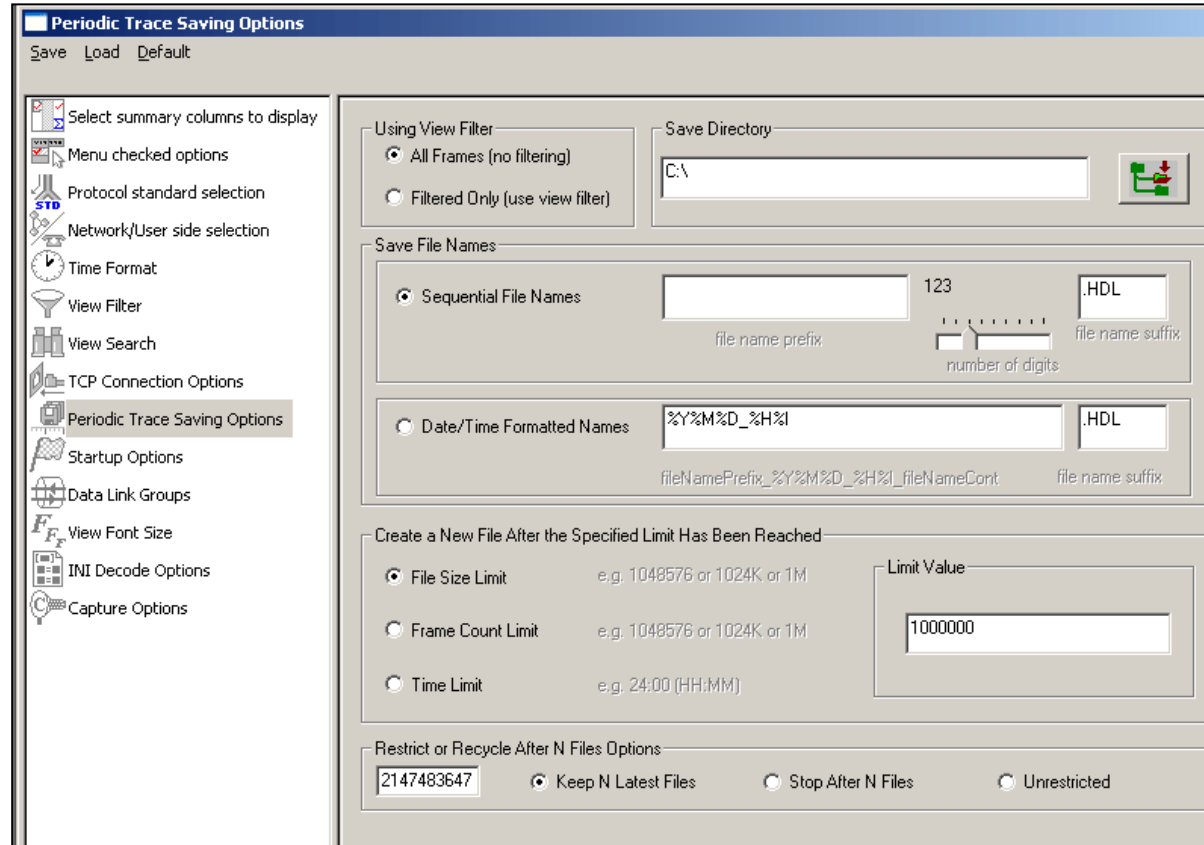 Periodic Trace Saving Options
Save Load Default
Select summary columns to display
Menu checked options
STD
Protocol standard selection
Network/User side selection
Time Format
View Filter
View Search
TCP Connection Options
Periodic Trace Saving Options
Startup Options
Data Link Groups
View Font Size
INI Decode Options
Capture Options
Using View Filter
All Frames (no filtering)
Filtered Only (use view filter)
Save Directory
C:\
Save File Names
Sequential File Names
file name prefix
123
number of digits
.HDL
file name suffix
Date/Time Formatted Names
%Y%M%D_%H%I
.HDL
fileNamePrefix_%Y%M%D_%H%I_fileNameCont
file name suffix
Create a New File After the Specified Limit Has Been Reached
File Size Limit e.g. 1048576 or 1024K or 1M
Frame Count Limit e.g. 1048576 or 1024K or 1M
Time Limit e.g. 24:00 (HH:MM)
Limit Value
1000000
Restrict or Recycle After N Files Options
2147483647 Keep N Latest Files Stop After N Files Unrestricted